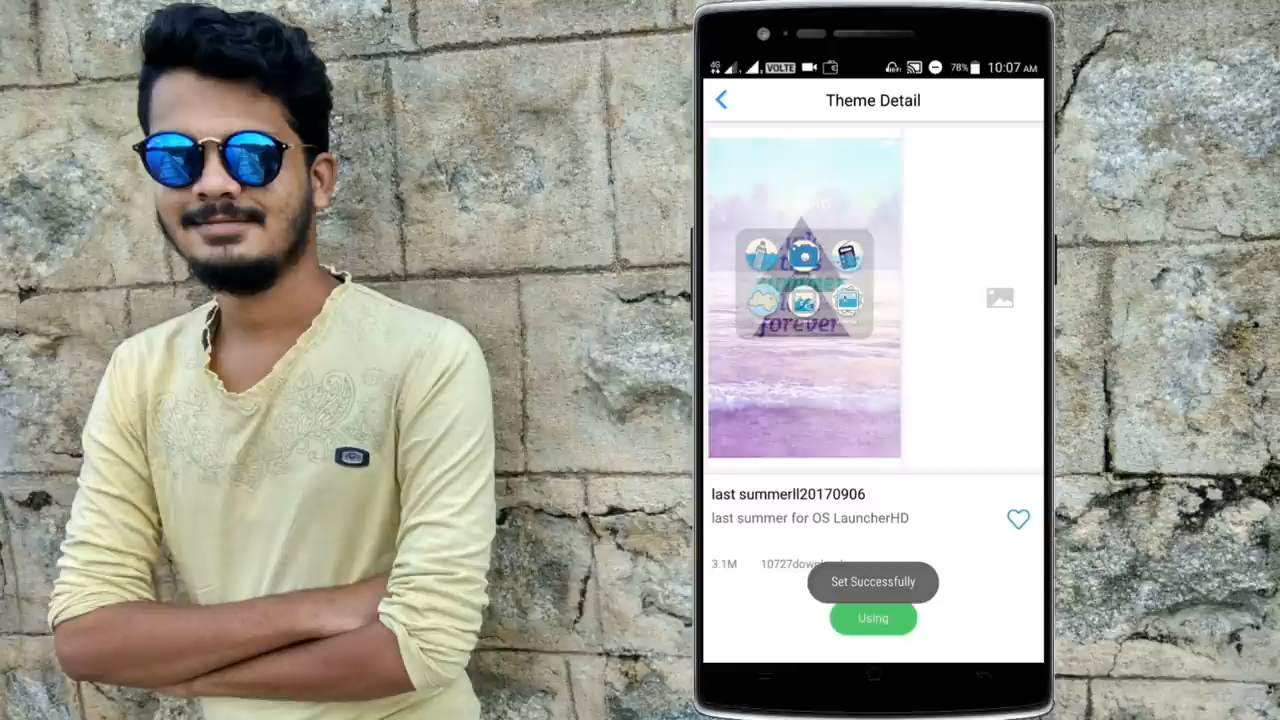 4G VOLTE 78% 10:07 AM
Theme Detail
forever
last summerll20170906
last summer for OS LauncherHD
3.1M 10727
Set Successfully
Using